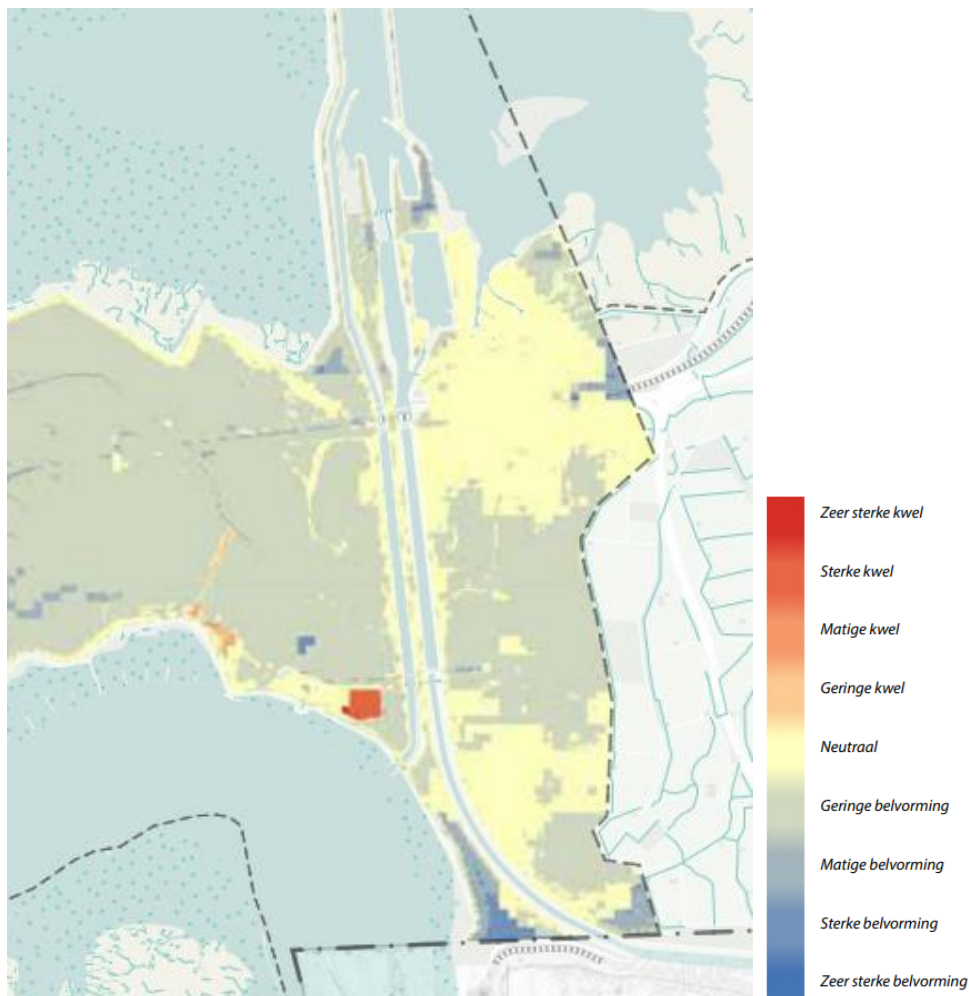 Zeer sterke kwel
Sterke kwel
Matige kwel
Geringe kwel
Neutraal
Geringe belvorming
Matige belvorming
Sterke belvorming
Zeer sterke belvorming